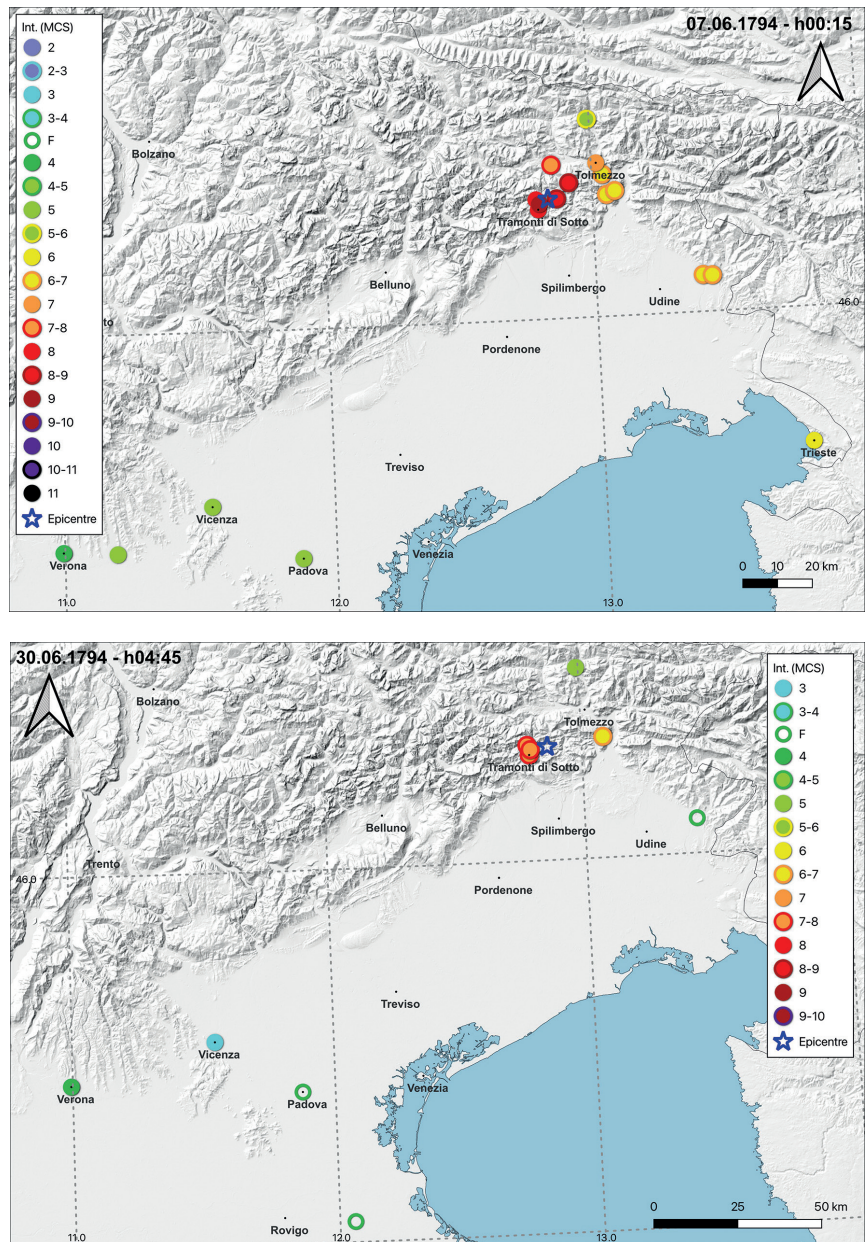 07.06.1794 - h00:15
Int. (MCS)
2
2-3
3
3-4
F
4
4-5
5
5-6
6
6-7
7
7-8
8
8-9
9
9-10
10
10-11
11
Epicentre
Bolzano
Tolmezzo
Tramonti di Sotto
Belluno
Spilimbergo
Udine
46.0
to
Pordenone
Treviso
Trieste
Vicenza
Venezia
Verona
Padova
0 10 20 km
11.0
12.0
13.0
30.06.1794 - h04:45
Int. (MCS)
3
3-4
F
4
4-5
5
5-6
6
6-7
7
7-8
8
8-9
9
9-10
Epicentre
Bolzano
Tolmezzo
Tramonti di Sotto
Belluno
Spilimbergo
Udine
Trento
46.0
Pordenone
Treviso
Vicenza
Venezia
Verona
Padova
Rovigo
0 25 50 km
11.0
12.0
13.0